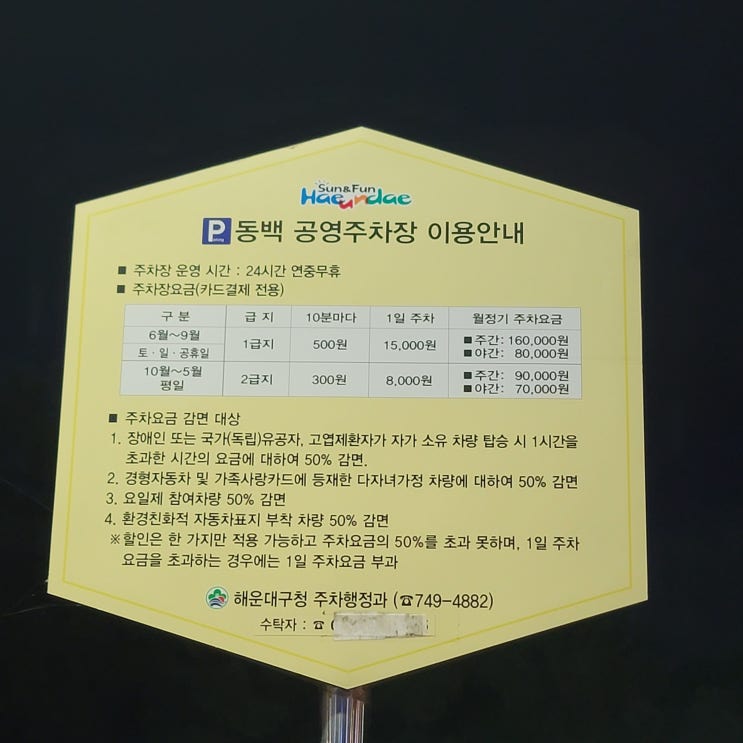 Sun&Fun
Haeundae
P 동백 공영주차장 이용안내
■ 주차장 운영 시간 : 24시간 연중무휴
■ 주차장요금(카드결제 전용)
구 분 급 지 10분마다 1일 주차 월정기 주차요금
6월~9월
토·일·공휴일 1급지 500원 15,000원 ■주간: 160,000원
■야간: 80,000원
10월~5월
평일 2급지 300원 8,000원 ■주간: 90,000원
■야간: 70,000원
■ 주차요금 감면 대상
1. 장애인 또는 국가(독립)유공자, 고엽제환자가 자가 소유 차량 탑승 시 1시간을
초과한 시간의 요금에 대하여 50% 감면.
2. 경형자동차 및 가족사랑카드에 등재한 다자녀가정 차량에 대하여 50% 감면
3. 요일제 참여차량 50% 감면
4. 환경친화적 자동차표지 부착 차량 50% 감면
※할인은 한 가지만 적용 가능하고 주차요금의 50%를 초과 못하며, 1일 주차
요금을 초과하는 경우에는 1일 주차요금 부과
해운대구청 주차행정과 (☎749-4882)
수탁자 : ☎